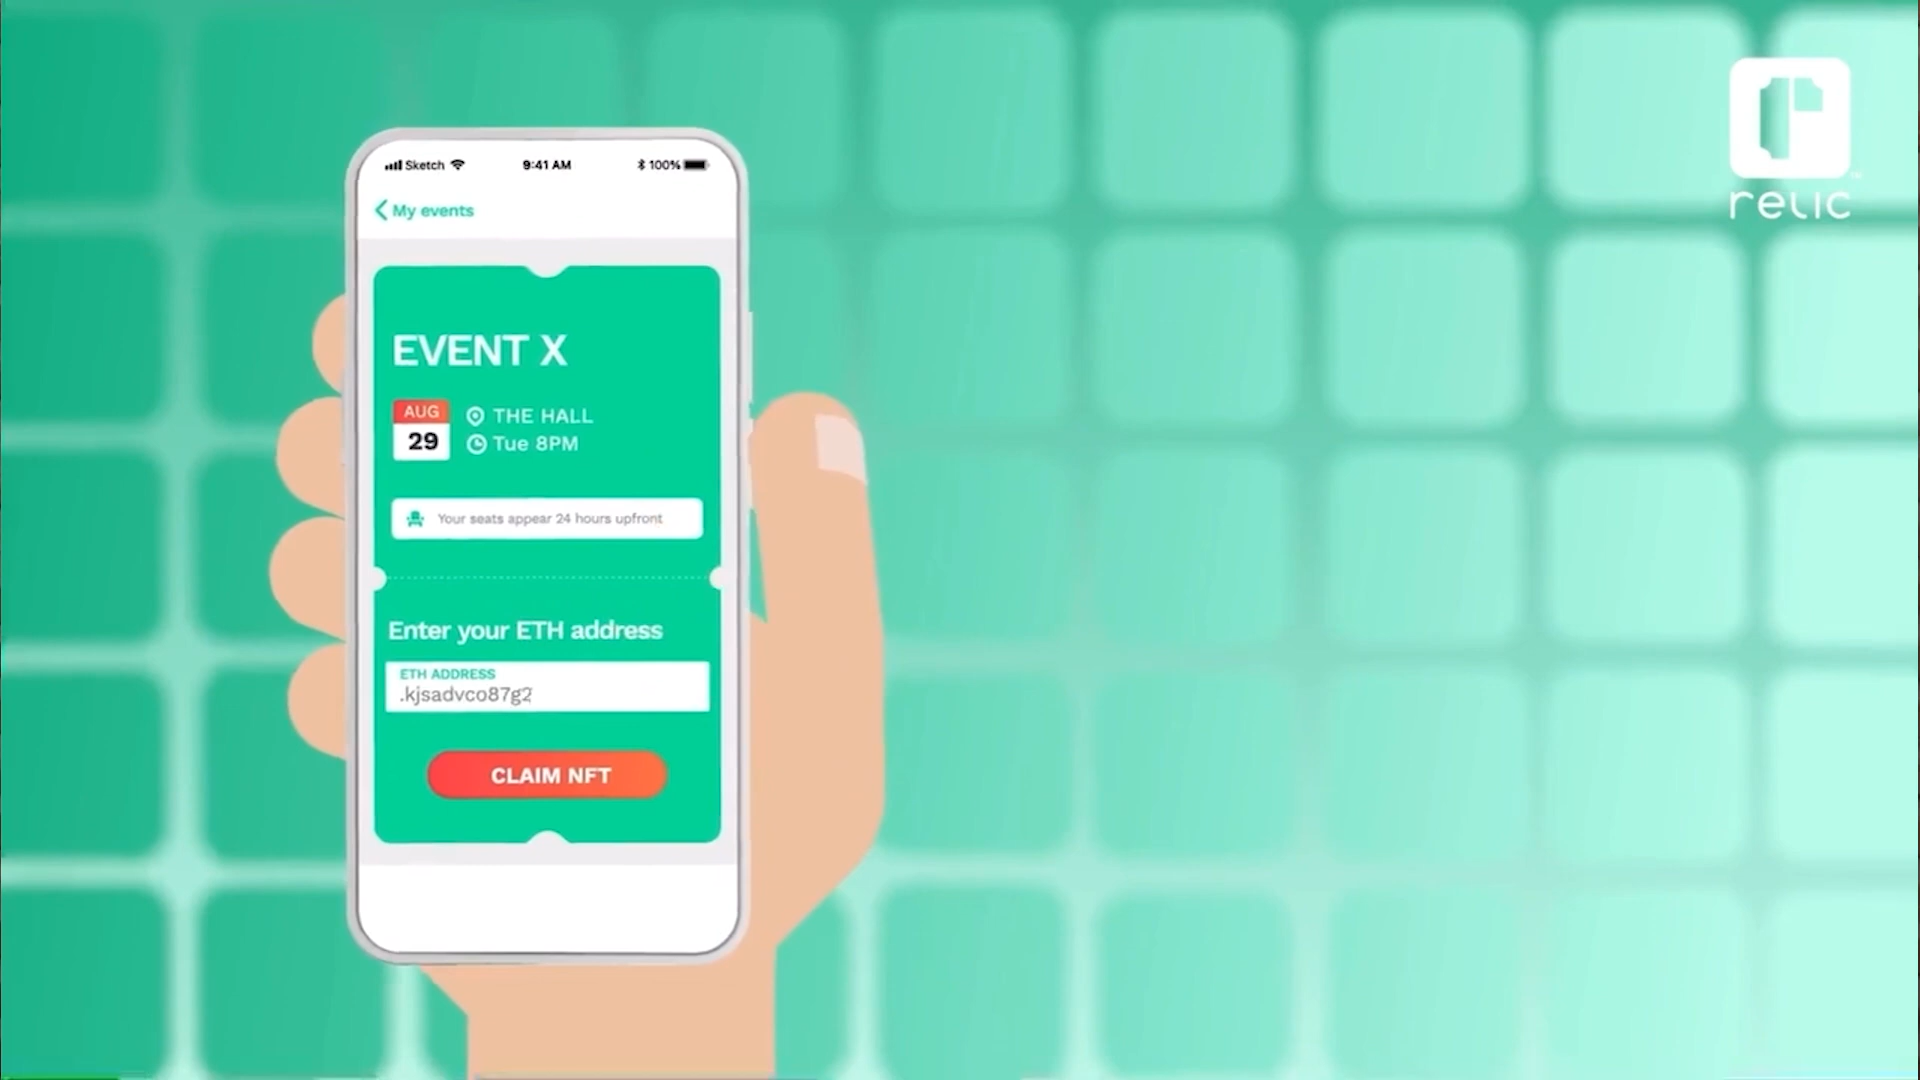 Sketch 9:41 AM 100%
My events
EVENT X
AUG
29
THE HALL
Tue 8PM
Your seats appear 24 hours upfront
Enter your ETH address
ETH ADDRESS
.kjsadvco87g2
CLAIM NFT
relic